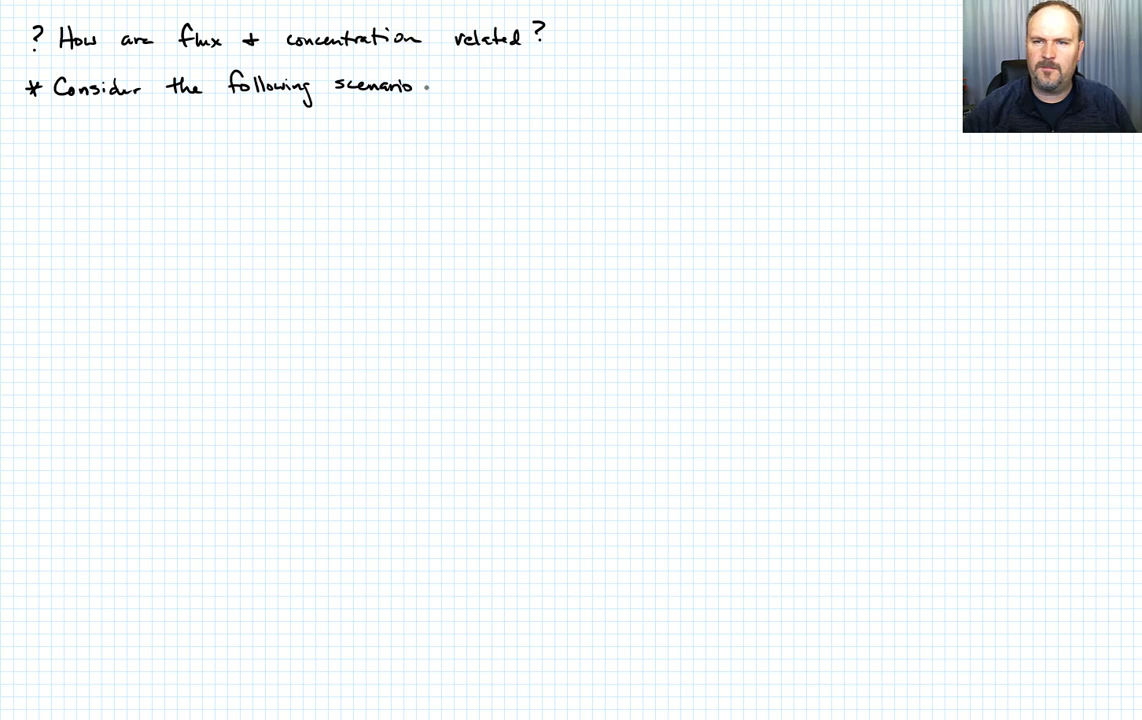 ? How are flux + concentration related?
* Consider the following scenario